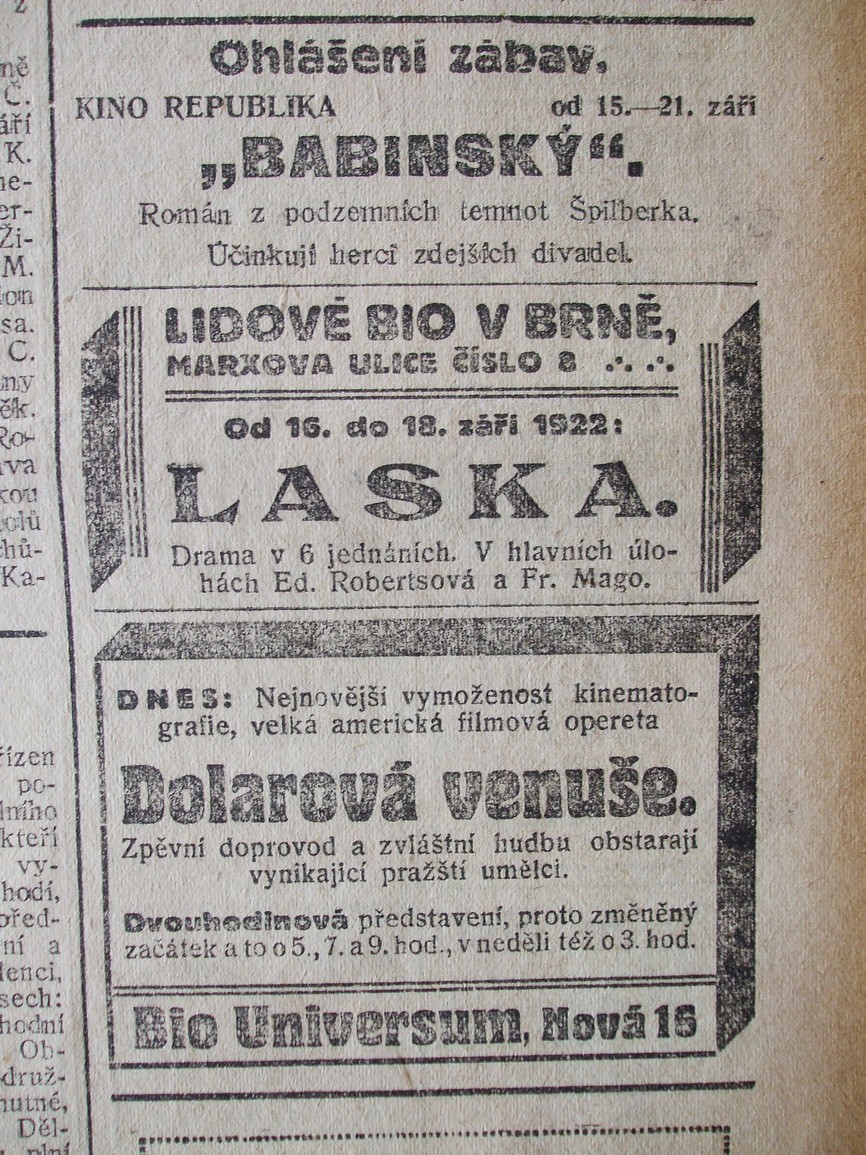 Ohlášení zábav.
KINO REPUBLIKA od 15.—21. září
„BABINSKÝ“.
Román z podzemních temnot Špilberka.
Účinkují herci zdejších divadel.
LIDOVÉ BIO V BRNĚ,
MARXOVA ULICE ČÍSLO 8
Od 16. do 18. září 1922:
LASKA.
Drama v 6 jednáních. V hlavních úlo-
hách Ed. Robertsová a Fr. Mago.
DNES: Nejnovější vymoženost kinemato-
grafie, velká americká filmová opereta
Dolarová venuše.
Zpěvní doprovod a zvláštní hudbu obstarají
vynikající pražští umělci.
Dvouhodinová představení, proto změněný
začátek a to o 5., 7. a 9. hod., v neděli též o 3. hod.
Bio Universum, Nová 16